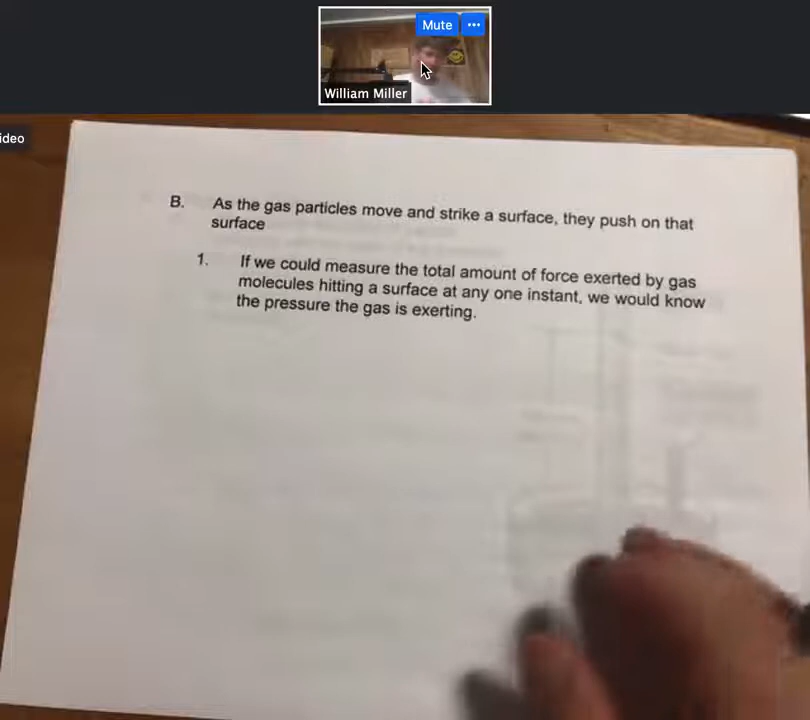 Mute
...
William Miller
ideo
B. As the gas particles move and strike a surface, they push on that
surface
1. If we could measure the total amount of force exerted by gas
molecules hitting a surface at any one instant, we would know
the pressure the gas is exerting.